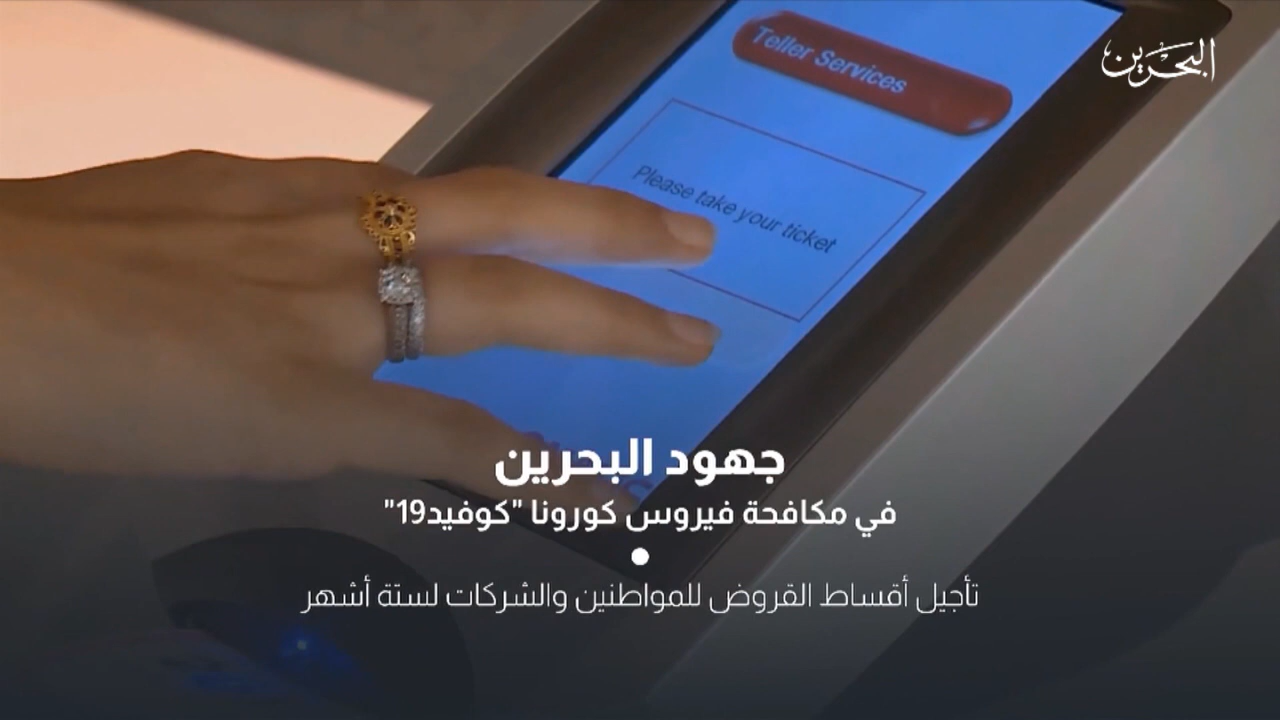 البحرين
Teller Services
Please take your ticket
جهود البحرين
في مكافحة فيروس كورونا "كوفيد19"
تأجيل أقساط القروض للمواطنين والشركات لستة أشهر